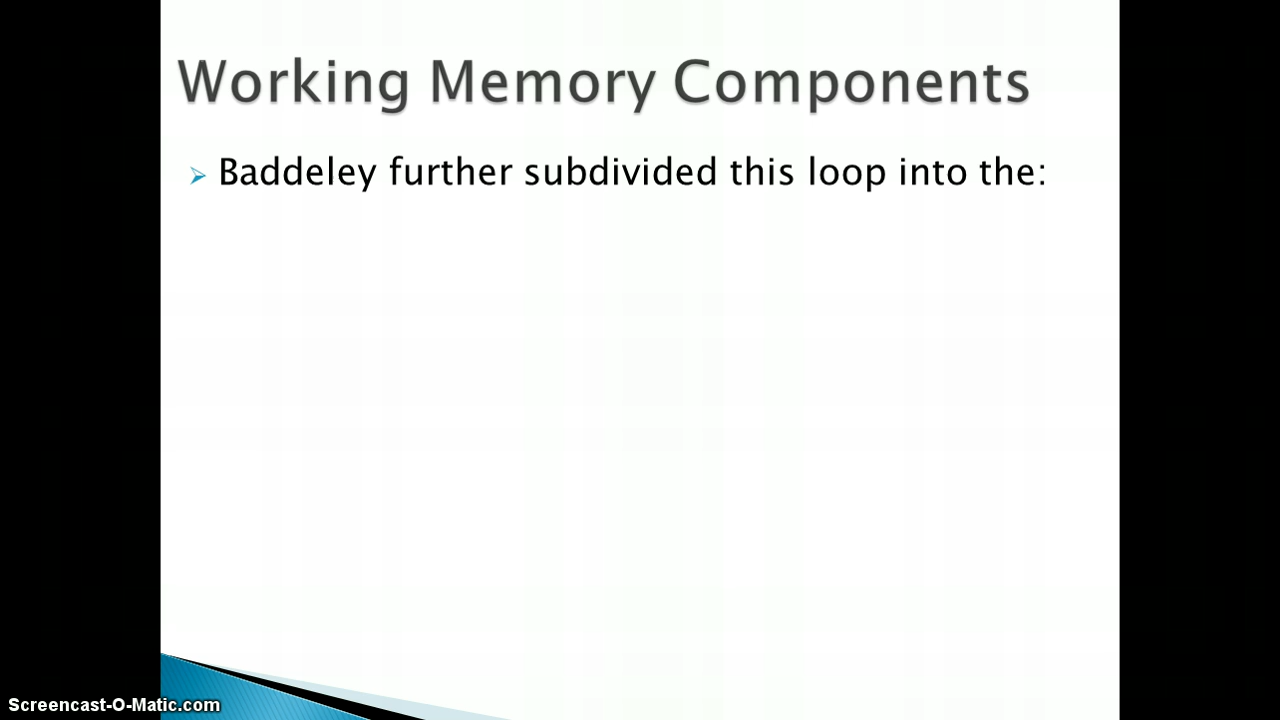 Working Memory Components
Baddeley further subdivided this loop into the:
Screencast-O-Matic.com